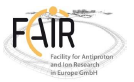 FAIR
Facility for Antiproton
and Ion Research
in Europe GmbH